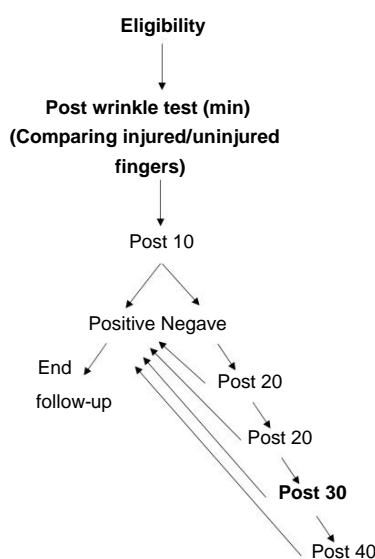 Eligibility
Post wrinkle test (min)
(Comparing injured/uninjured
fingers)
Post 10
Positive Negave
End
follow-up
Post 20
Post 20
Post 30
Post 40